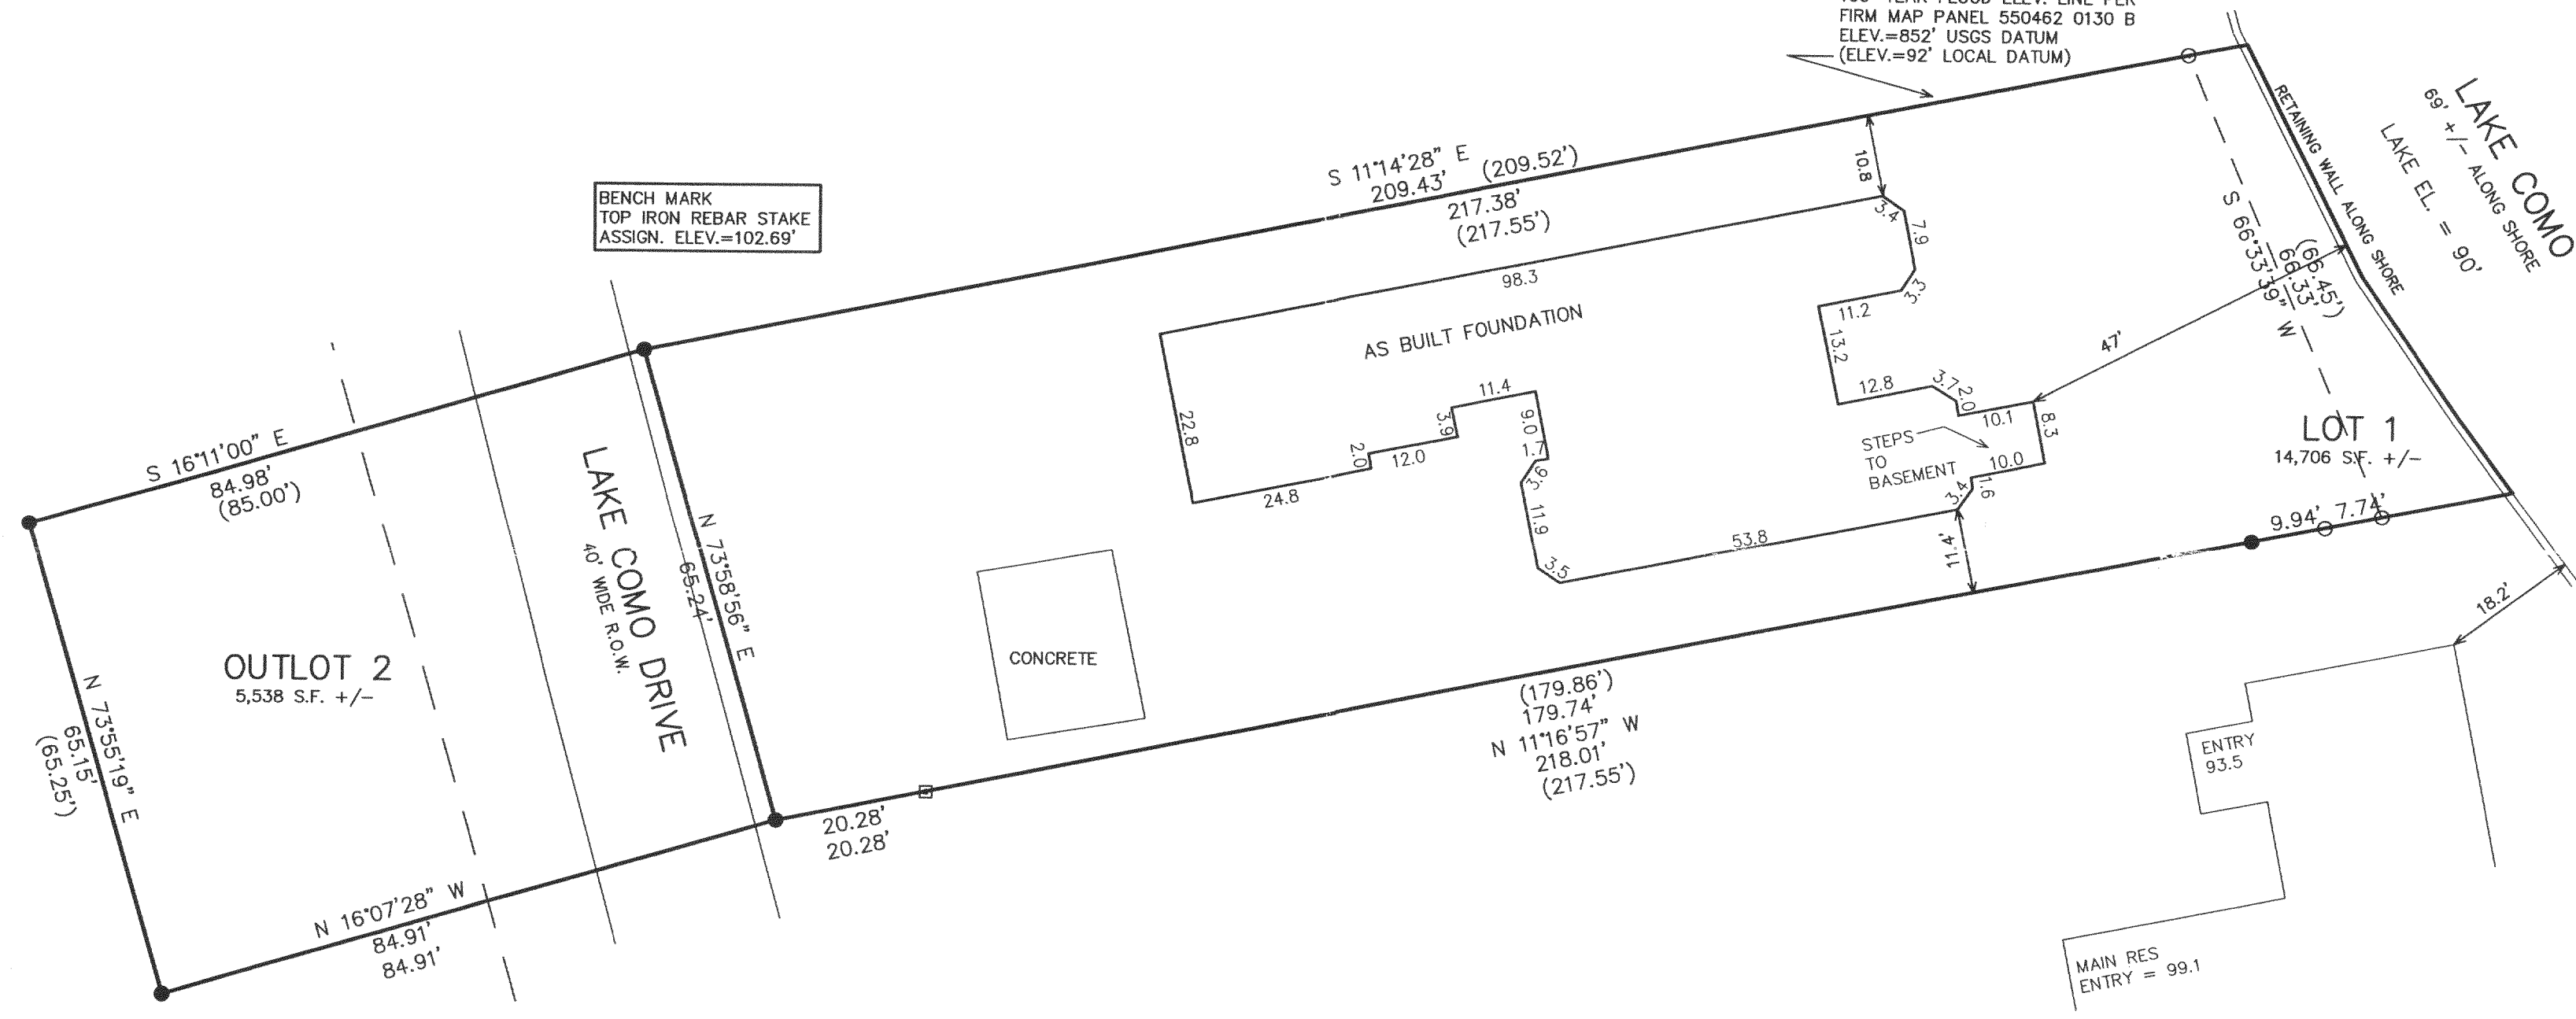 FIRM MAP PANEL 550462 0130 B
ELEV.=852' USGS DATUM
(ELEV.=92' LOCAL DATUM)
LAKE COMO
69' +/- ALONG SHORE
LAKE EL. = 90'
RETAINING WALL ALONG SHORE
BENCH MARK
TOP IRON REBAR STAKE
ASSIGN. ELEV.=102.69'
S 11°14'28" E
209.43' (209.52')
217.38'
(217.55')
10.8
3.4
7.9
3.3
98.3
11.2
13.2
12.8
3.7
2.0
10.1
8.3
47'
S 66°33'39" W
66.33'
(66.45')
AS BUILT FOUNDATION
22.8
24.8
2.0
12.0
3.9
11.4
9.0
1.7
3.6
11.9
3.5
53.8
STEPS
TO
BASEMENT
10.0
1.6
3.4
11.4'
LOT 1
14,706 S.F. +/-
9.94' 7.74'
18.2'
S 16°11'00" E
84.98'
(85.00')
LAKE COMO DRIVE
40' WIDE R.O.W.
N 73°58'56" E
65.24'
CONCRETE
OUTLOT 2
5,538 S.F. +/-
N 73°55'19" E
65.15'
(65.25')
N 16°07'28" W
84.91'
84.91'
20.28'
20.28'
(179.86')
179.74'
N 11°16'57" W
218.01'
(217.55')
ENTRY
93.5
MAIN RES
ENTRY = 99.1